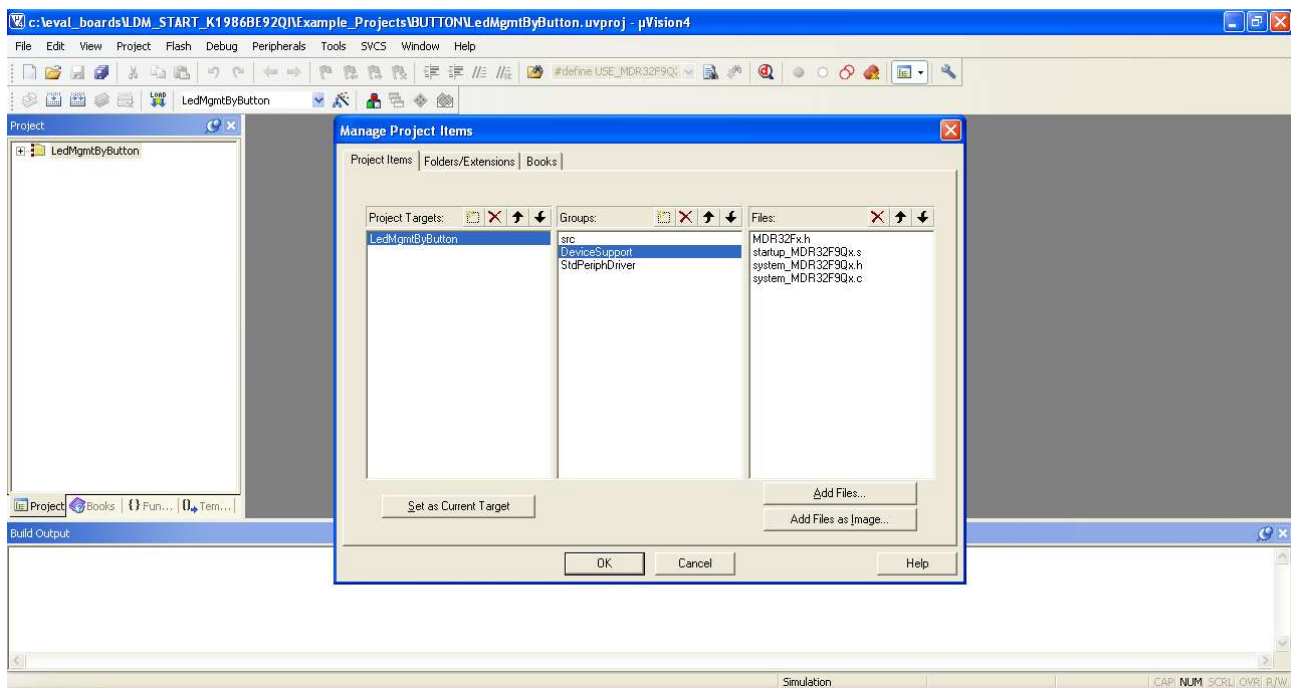 c:\eval_boards\LDM_START_K1986BE92QI\Example_Projects\BUTTON\LedMgmtByButton.uvproj - µVision4
File Edit View Project Flash Debug Peripherals Tools SVCS Window Help
#define USE_MDR32F9Q
LOAD LedMgmtByButton
Project
LedMgmtByButton
Manage Project Items
Project Items Folders/Extensions Books
Project Targets: Groups: Files:
LedMgmtByButton src MDR32Fx.h
DeviceSupport startup_MDR32F9Qx.s
StdPeriphDriver system_MDR32F9Qx.h
system_MDR32F9Qx.c
Project Books {} Fun... 0 Tem...
Set as Current Target
Add Files...
Add Files as Image...
Build Output
OK Cancel Help
Simulation CAP NUM SCRL OVR R/W